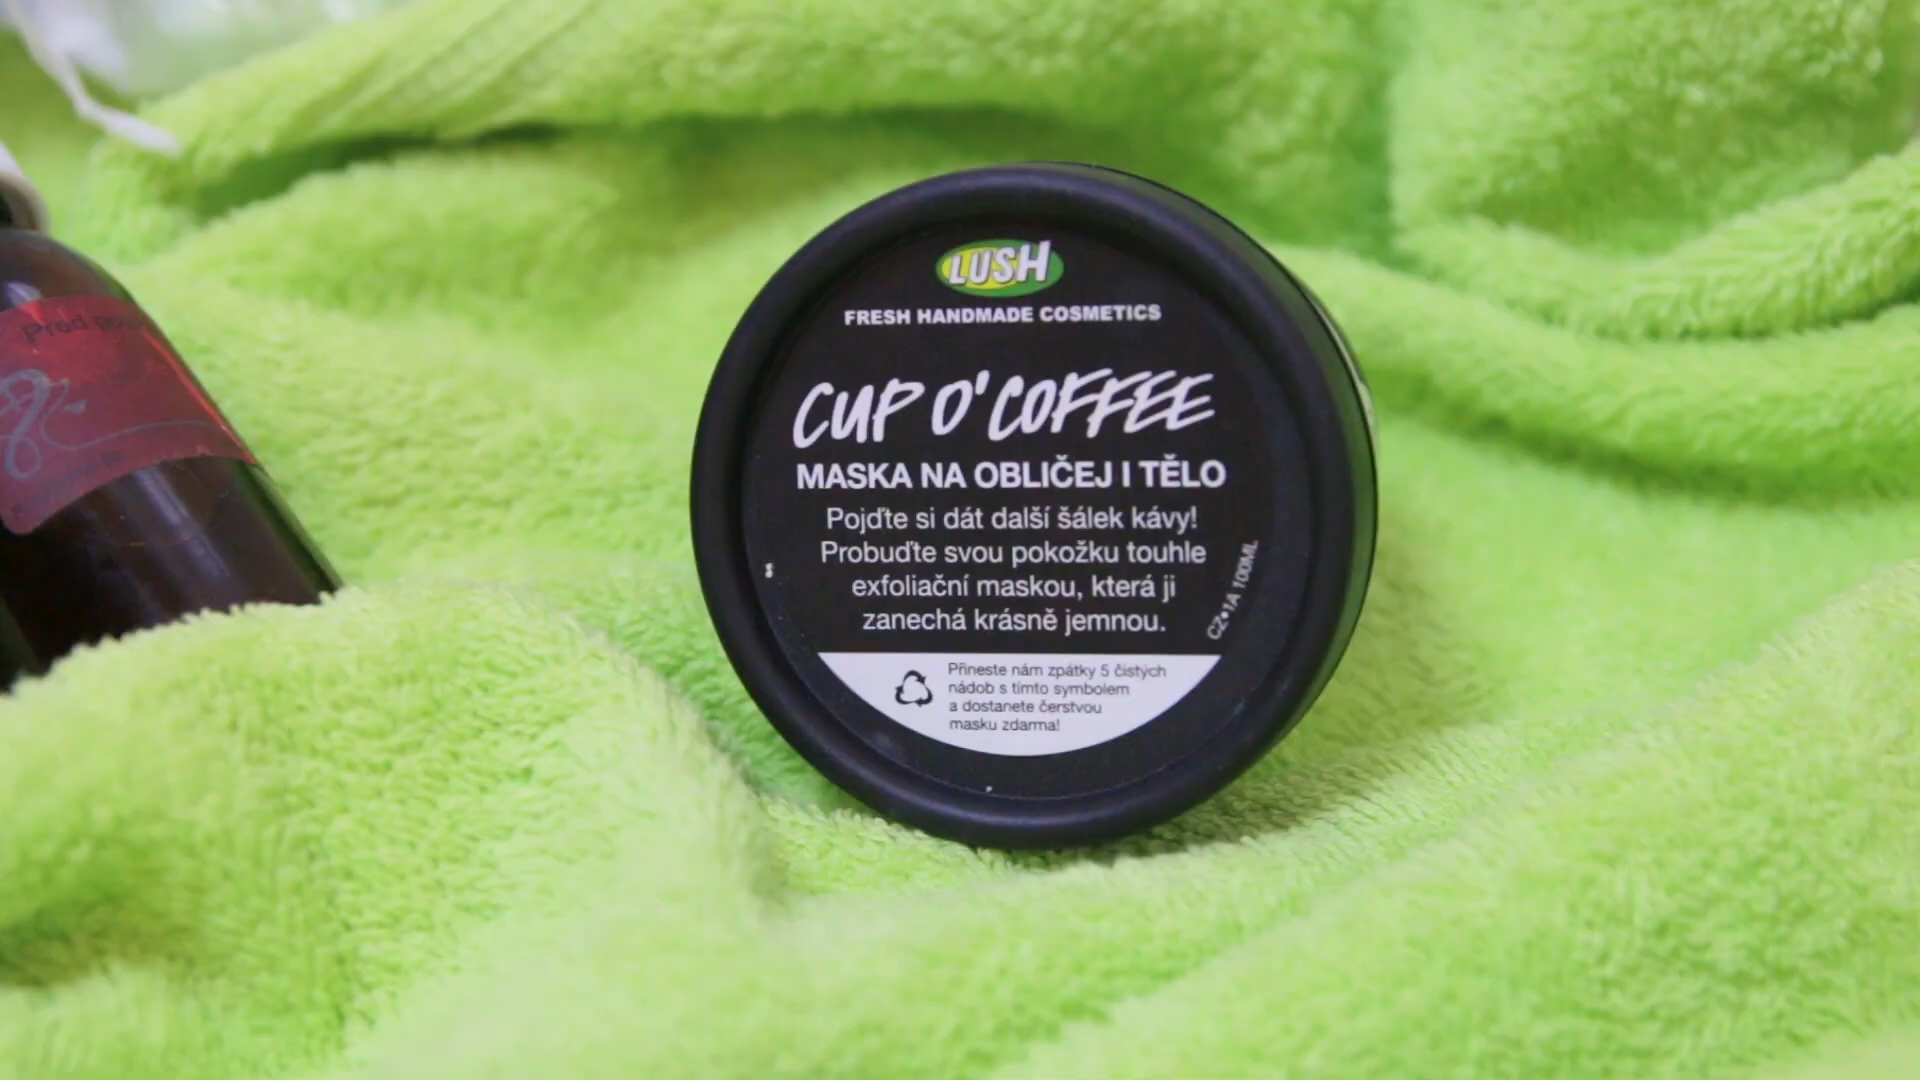 LUSH
FRESH HANDMADE COSMETICS
CUP O'COFFEE
MASKA NA OBLIČEJ I TĚLO
Pojďte si dát další šálek kávy!
Probuďte svou pokožku touhle
exfoliační maskou, která ji
zanechá krásně jemnou.
CZ•1A 100ML
Přineste nám zpátky 5 čistých
nádob s tímto symbolem
a dostanete čerstvou
masku zdarma!
Před